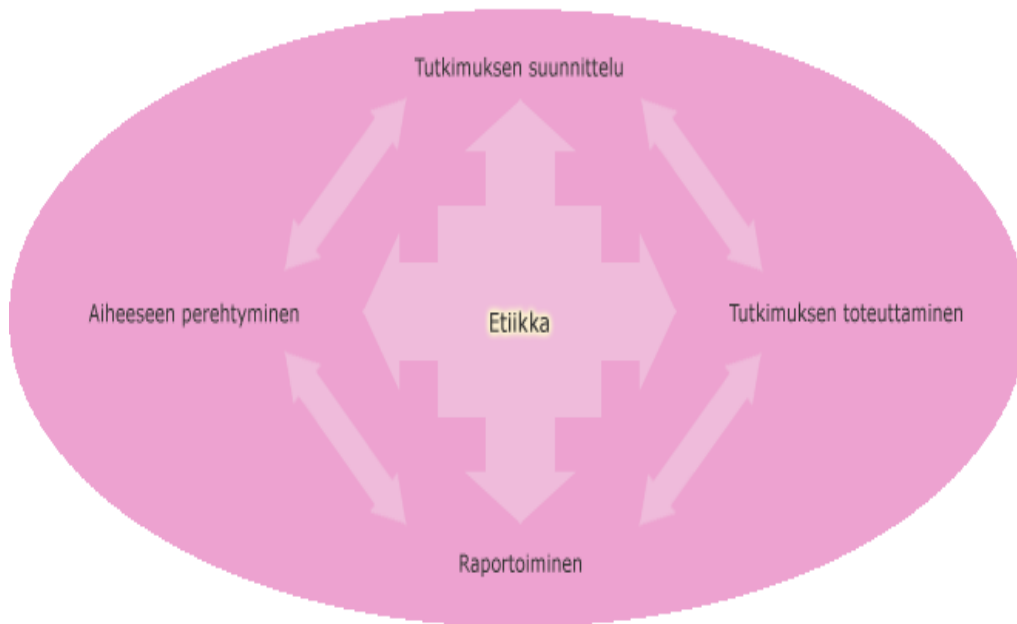 Tutkimuksen suunnittelu
Aiheeseen perehtyminen
Etiikka
Tutkimuksen toteuttaminen
Raportoiminen